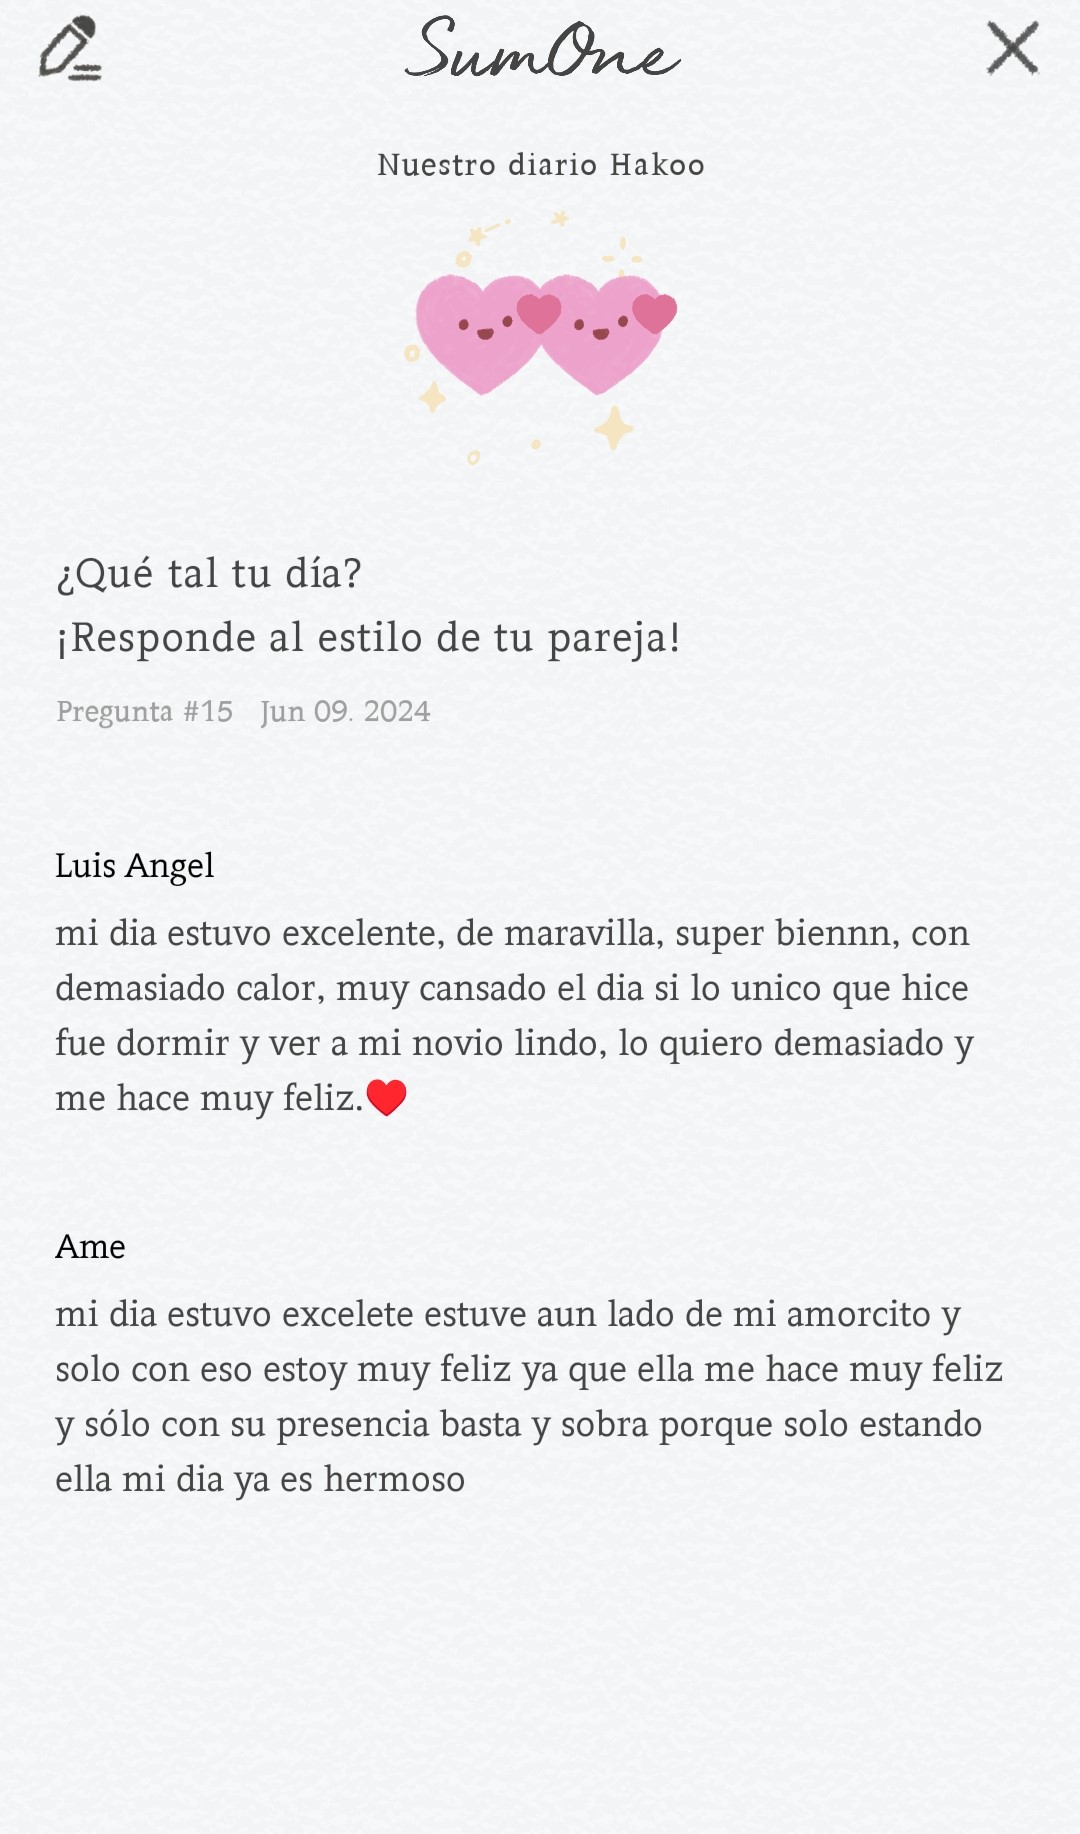 SumOne
Nuestro diario Hakoo
¿Qué tal tu día?
¡Responde al estilo de tu pareja!
Pregunta #15 Jun 09. 2024
Luis Angel
mi dia estuvo excelente, de maravilla, super biennn, con
demasiado calor, muy cansado el dia si lo unico que hice
fue dormir y ver a mi novio lindo, lo quiero demasiado y
me hace muy feliz.❤️
Ame
mi dia estuvo excelete estuve aun lado de mi amorcito y
solo con eso estoy muy feliz ya que ella me hace muy feliz
y sólo con su presencia basta y sobra porque solo estando
ella mi dia ya es hermoso